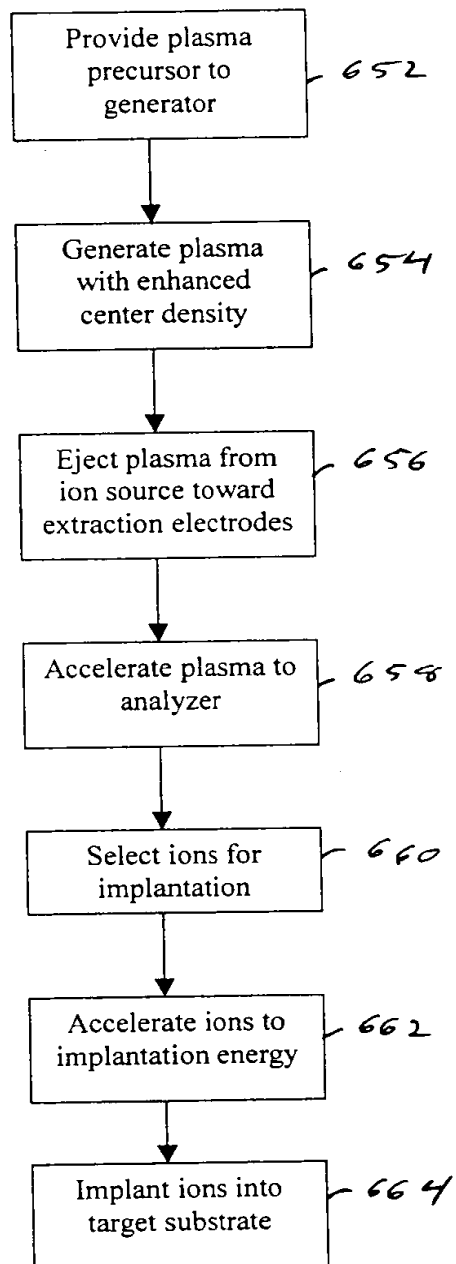 Provide plasma
precursor to
generator
652
Generate plasma
with enhanced
center density
654
Eject plasma from
ion source toward
extraction electrodes
656
Accelerate plasma to
analyzer
658
Select ions for
implantation
660
Accelerate ions to
implantation energy
662
Implant ions into
target substrate
664